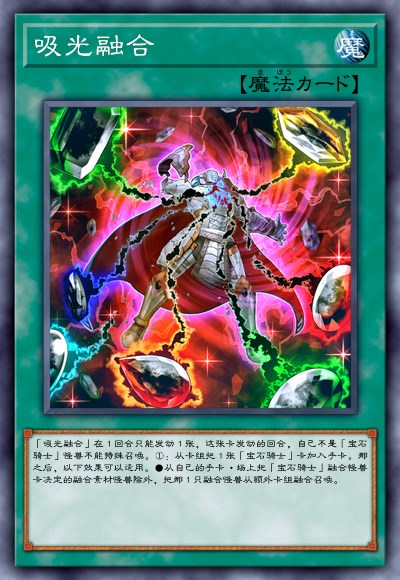 吸光融合
魔
【魔法カード】
ま ほう
「吸光融合」在１回合只能发动１张，这张卡发动的回合，自己不是「宝石
骑士」怪兽不能特殊召唤。①：从卡组把１张「宝石骑士」卡加入手卡。那
之后，以下效果可以适用。●从自己的手卡·场上把「宝石骑士」融合怪兽
卡决定的融合素材怪兽除外，把那１只融合怪兽从额外卡组融合召唤。